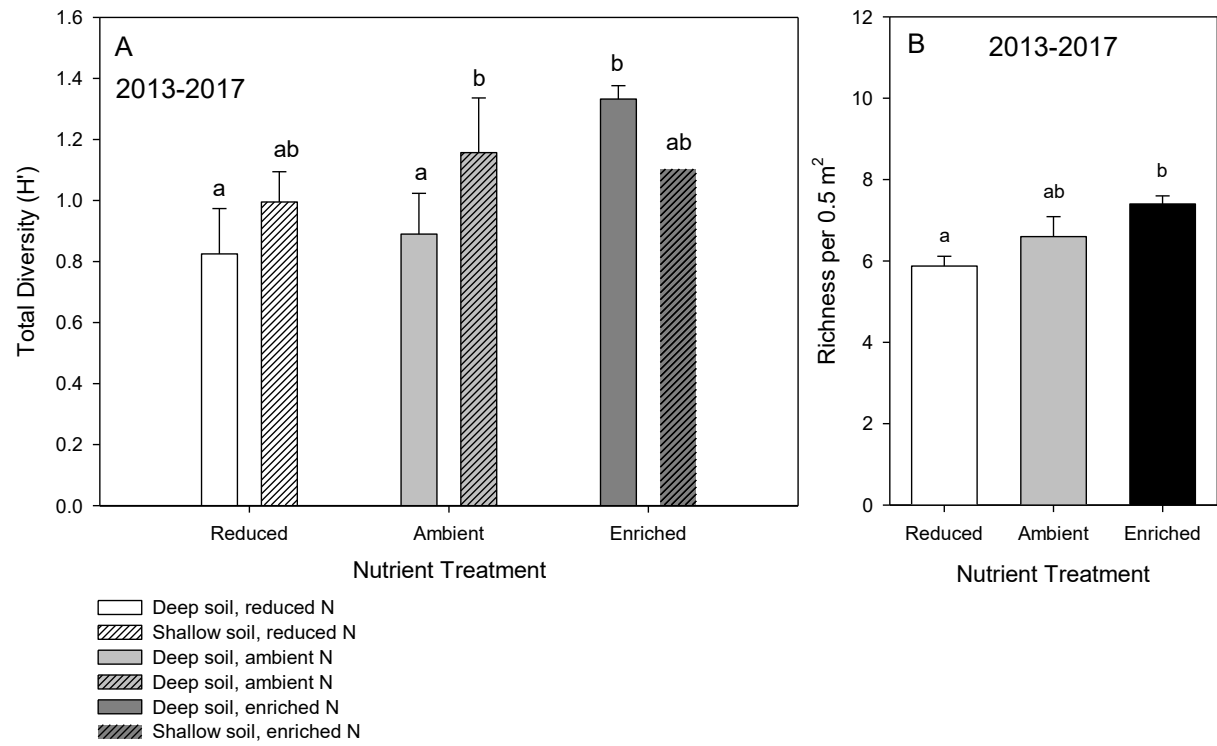 A
2013-2017
1.6
1.4
1.2
1.0
0.8
0.6
0.4
0.2
0.0
Total Diversity (H')
a
ab
a
b
b
ab
Reduced
Ambient
Enriched
Nutrient Treatment
Deep soil, reduced N
Shallow soil, reduced N
Deep soil, ambient N
Deep soil, ambient N
Deep soil, enriched N
Shallow soil, enriched N
B
2013-2017
12
10
8
6
4
2
0
Richness per 0.5 m²
a
ab
b
Reduced
Ambient
Enriched
Nutrient Treatment